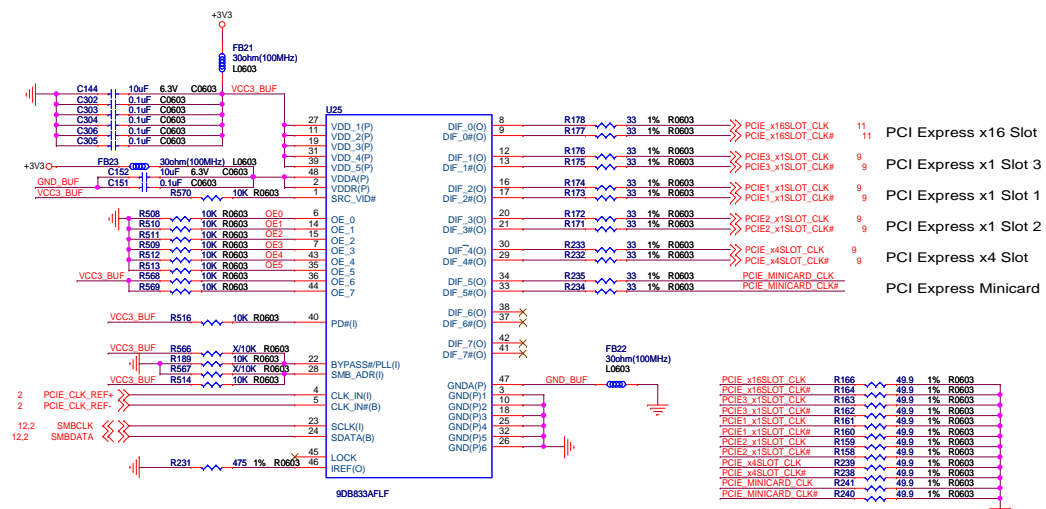 +3V3
FB21
30ohm(100MHz)
L0603
C144 10uF 6.3V C0603 VCC3_BUF
C302 0.1uF C0603
C303 0.1uF C0603
C304 0.1uF C0603
C306 0.1uF C0603
C305 0.1uF C0603
+3V3 FB23 30ohm(100MHz) L0603
C152 10uF 6.3V C0603
GND_BUF C151 0.1uF C0603
VCC3_BUF R570 10K R0603
R508 10K R0603 OE0
R510 10K R0603 OE1
R511 10K R0603 OE2
R509 10K R0603 OE3
R512 10K R0603 OE4
R513 10K R0603 OE5
VCC3_BUF R568 10K R0603
R569 10K R0603
VCC3_BUF R516 10K R0603
VCC3_BUF R566 X/10K R0603
R189 10K R0603
R567 X/10K R0603
VCC3_BUF R514 10K R0603
2 PCIE_CLK_REF+
2 PCIE_CLK_REF-
12,2 SMBCLK
12,2 SMBDATA
R231 475 1% R0603
U25
27 VDD_1(P)
11 VDD_2(P)
19 VDD_3(P)
31 VDD_4(P)
39 VDD_5(P)
48 VDDA(P)
2 VDDR(P)
1 SRC_VID#
6 OE_0
14 OE_1
15 OE_2
7 OE_3
43 OE_4
35 OE_5
36 OE_6
44 OE_7
40 PD#(I)
22 BYPASS#/PLL(I)
28 SMB_ADR(I)
4 CLK_IN(I)
5 CLK_IN#(B)
23 SCLK(I)
24 SDATA(B)
45 LOCK
46 IREF(O)
9DB833AFLF
DIF_0(O) 8 R178 33 1% R0603 PCIE_x16SLOT_CLK 11
DIF_0#(O) 9 R177 33 1% R0603 PCIE_x16SLOT_CLK# 11
PCI Express x16 Slot
DIF_1(O) 12 R176 33 1% R0603 PCIE3_x1SLOT_CLK 9
DIF_1#(O) 13 R175 33 1% R0603 PCIE3_x1SLOT_CLK# 9
PCI Express x1 Slot 3
DIF_2(O) 16 R174 33 1% R0603 PCIE1_x1SLOT_CLK 9
DIF_2#(O) 17 R173 33 1% R0603 PCIE1_x1SLOT_CLK# 9
PCI Express x1 Slot 1
DIF_3(O) 20 R172 33 1% R0603 PCIE2_x1SLOT_CLK 9
DIF_3#(O) 21 R171 33 1% R0603 PCIE2_x1SLOT_CLK# 9
PCI Express x1 Slot 2
DIF_4(O) 30 R233 33 1% R0603 PCIE_x4SLOT_CLK 9
DIF_4#(O) 29 R232 33 1% R0603 PCIE_x4SLOT_CLK# 9
PCI Express x4 Slot
DIF_5(O) 34 R235 33 1% R0603 PCIE_MINICARD_CLK
DIF_5#(O) 33 R234 33 1% R0603 PCIE_MINICARD_CLK#
PCI Express Minicard
DIF_6(O) 38
DIF_6#(O) 37
DIF_7(O) 42
DIF_7#(O) 41
FB22
30ohm(100MHz)
L0603
GNDA(P) 47 GND_BUF
GND(P)1 3
GND(P)2 10
GND(P)3 18
GND(P)4 25
GND(P)5 32
GND(P)6 26
PCIE_x16SLOT_CLK R166 49.9 1% R0603
PCIE_x16SLOT_CLK# R164 49.9 1% R0603
PCIE3_x1SLOT_CLK R163 49.9 1% R0603
PCIE3_x1SLOT_CLK# R162 49.9 1% R0603
PCIE1_x1SLOT_CLK R161 49.9 1% R0603
PCIE1_x1SLOT_CLK# R160 49.9 1% R0603
PCIE2_x1SLOT_CLK R159 49.9 1% R0603
PCIE2_x1SLOT_CLK# R158 49.9 1% R0603
PCIE_x4SLOT_CLK R239 49.9 1% R0603
PCIE_x4SLOT_CLK# R238 49.9 1% R0603
PCIE_MINICARD_CLK R241 49.9 1% R0603
PCIE_MINICARD_CLK# R240 49.9 1% R0603